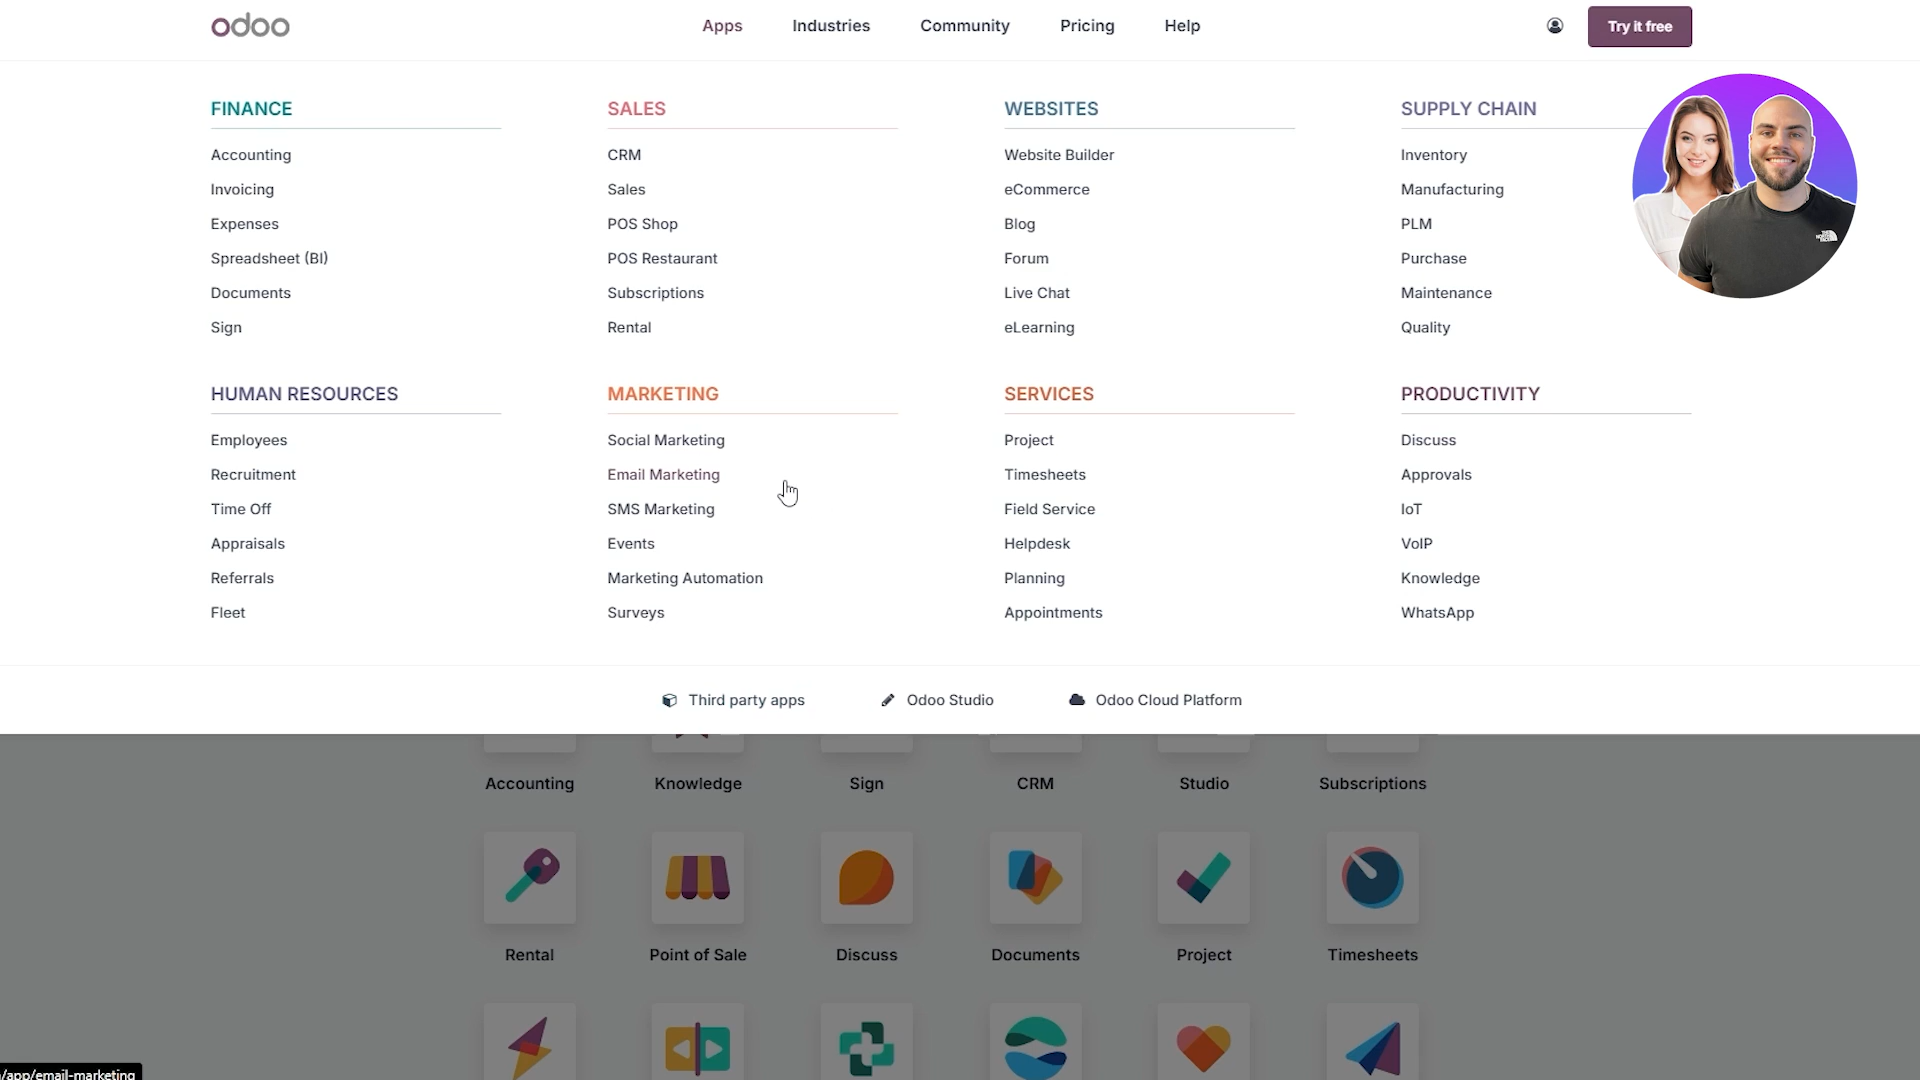 odoo
Apps
Industries
Community
Pricing
Help
Try it free
FINANCE
Accounting
Invoicing
Expenses
Spreadsheet (BI)
Documents
Sign
SALES
CRM
Sales
POS Shop
POS Restaurant
Subscriptions
Rental
WEBSITES
Website Builder
eCommerce
Blog
Forum
Live Chat
eLearning
SUPPLY CHAIN
Inventory
Manufacturing
PLM
Purchase
Maintenance
Quality
HUMAN RESOURCES
Employees
Recruitment
Time Off
Appraisals
Referrals
Fleet
MARKETING
Social Marketing
Email Marketing
SMS Marketing
Events
Marketing Automation
Surveys
SERVICES
Project
Timesheets
Field Service
Helpdesk
Planning
Appointments
PRODUCTIVITY
Discuss
Approvals
IoT
VoIP
Knowledge
WhatsApp
Third party apps
Odoo Studio
Odoo Cloud Platform
Accounting
Knowledge
Sign
CRM
Studio
Subscriptions
Rental
Point of Sale
Discuss
Documents
Project
Timesheets
/app/email-marketing